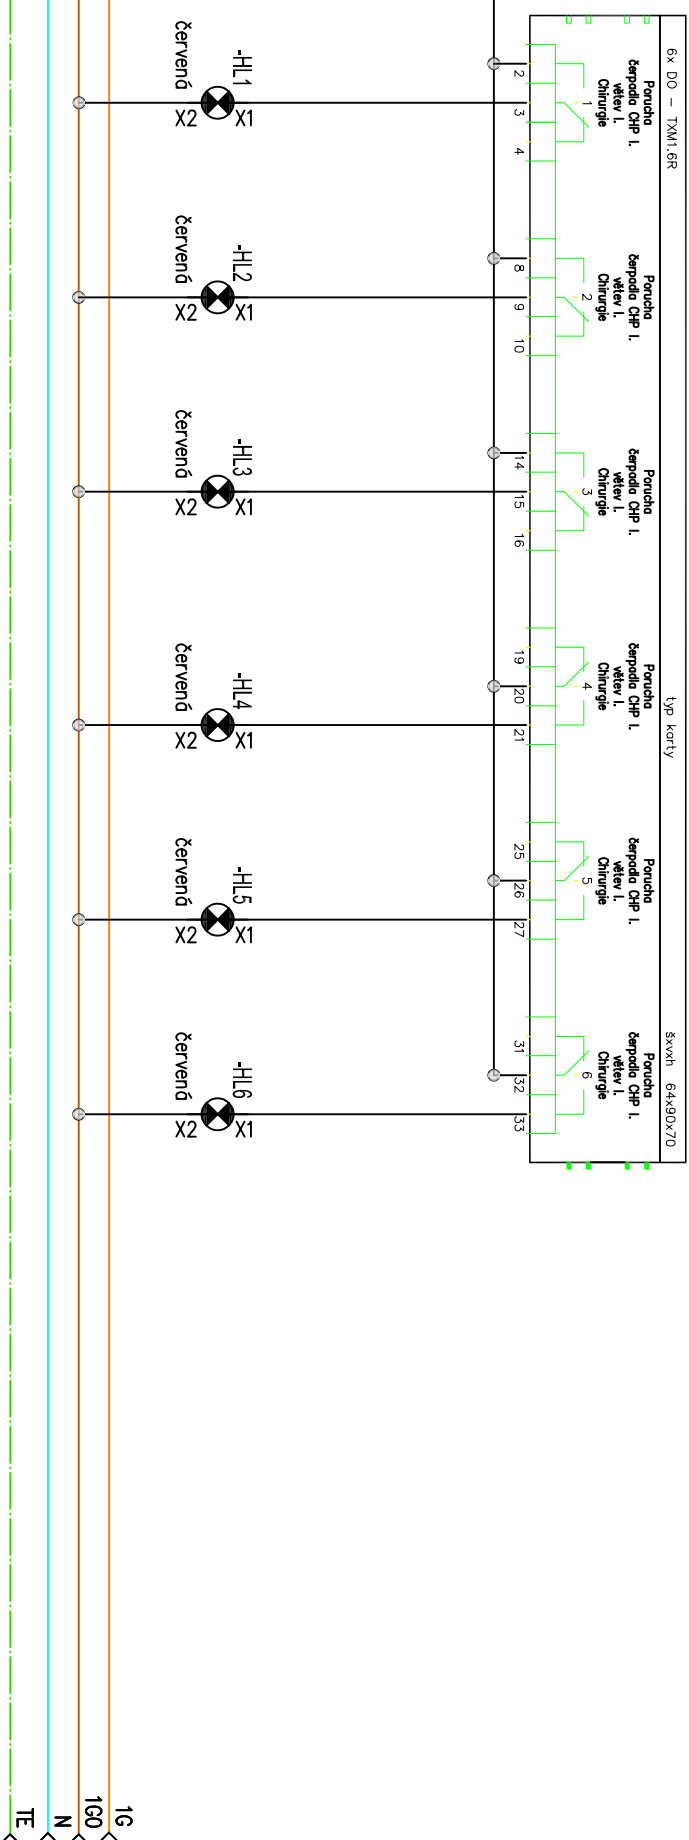 6x DO – TXM1.6R
typ karty
šxvxh 64x90x70
Porucha
čerpadla CHP I.
větev I.
Chirurgie
1
Porucha
čerpadla CHP I.
větev I.
Chirurgie
2
Porucha
čerpadla CHP I.
větev I.
Chirurgie
3
Porucha
čerpadla CHP I.
větev I.
Chirurgie
4
Porucha
čerpadla CHP I.
větev I.
Chirurgie
5
Porucha
čerpadla CHP I.
větev I.
Chirurgie
6
2 3 4
8 9 10
14 15 16
19 20 21
25 26 27
31 32 33
-HL1
X1
X2
červená
-HL2
X1
X2
červená
-HL3
X1
X2
červená
-HL4
X1
X2
červená
-HL5
X1
X2
červená
-HL6
X1
X2
červená
1G
1G0
N
TE